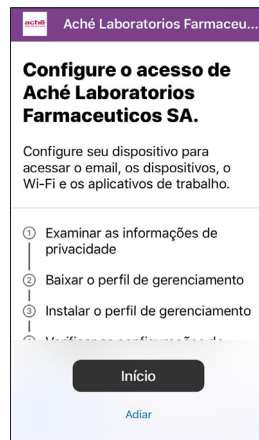 aché Aché Laboratorios Farmaceu...
Configure o acesso de
Aché Laboratorios
Farmaceuticos SA.
Configure seu dispositivo para
acessar o email, os dispositivos, o
Wi-Fi e os aplicativos de trabalho.
1 Examinar as informações de
privacidade
2 Baixar o perfil de gerenciamento
3 Instalar o perfil de gerenciamento
Início
Adiar